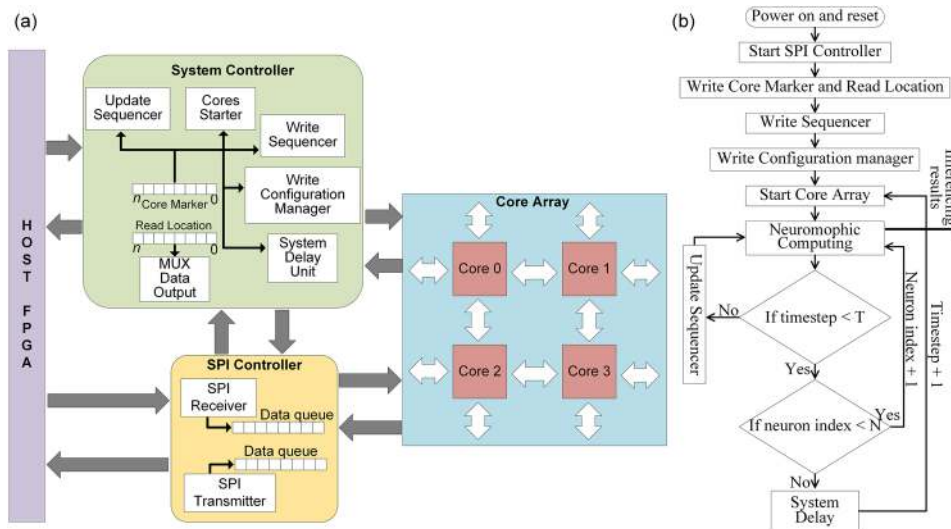 (a)
HOST FPGA
System Controller
Update
Sequencer
Cores
Starter
Write
Sequencer
n
Core Marker
0
Write
Configuration
Manager
Read Location
n
0
MUX
Data
Output
System
Delay
Unit
SPI Controller
SPI
Receiver
Data queue
Data queue
SPI
Transmitter
Core Array
Core 0
Core 1
Core 2
Core 3
(b)
Power on and reset
Start SPI Controller
Write Core Marker and Read Location
Write Sequencer
Write Configuration manager
Start Core Array
Neuromophic
Computing
results
Update Sequencer
No
If timestep < T
Yes
If neuron index < N
Yes
Neuron index + 1
Timestep + 1
No
System
Delay